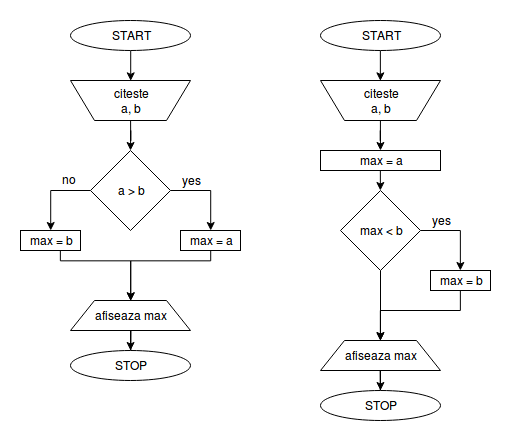 START
citeste
a, b
a > b
no
yes
max = b
max = a
afiseaza max
STOP
START
citeste
a, b
max = a
max < b
yes
max = b
afiseaza max
STOP